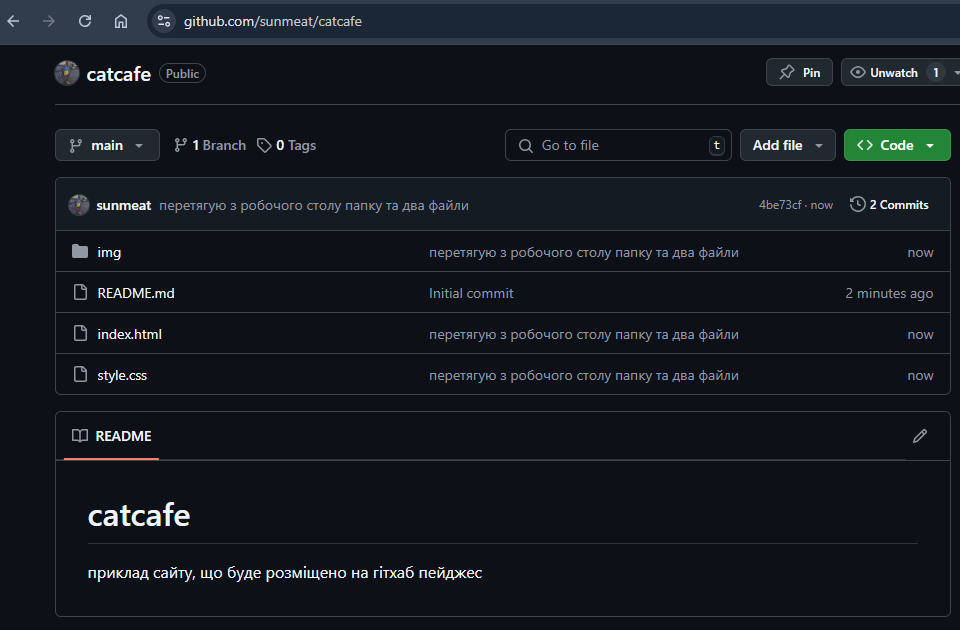 github.com/sunmeat/catcafe
catcafe Public Pin Unwatch 1
main 1 Branch 0 Tags Go to file t Add file Code
sunmeat перетягую з робочого столу папку та два файли 4be73cf · now 2 Commits
img перетягую з робочого столу папку та два файли now
README.md Initial commit 2 minutes ago
index.html перетягую з робочого столу папку та два файли now
style.css перетягую з робочого столу папку та два файли now
README
catcafe
приклад сайту, що буде розміщено на гітхаб пейджес